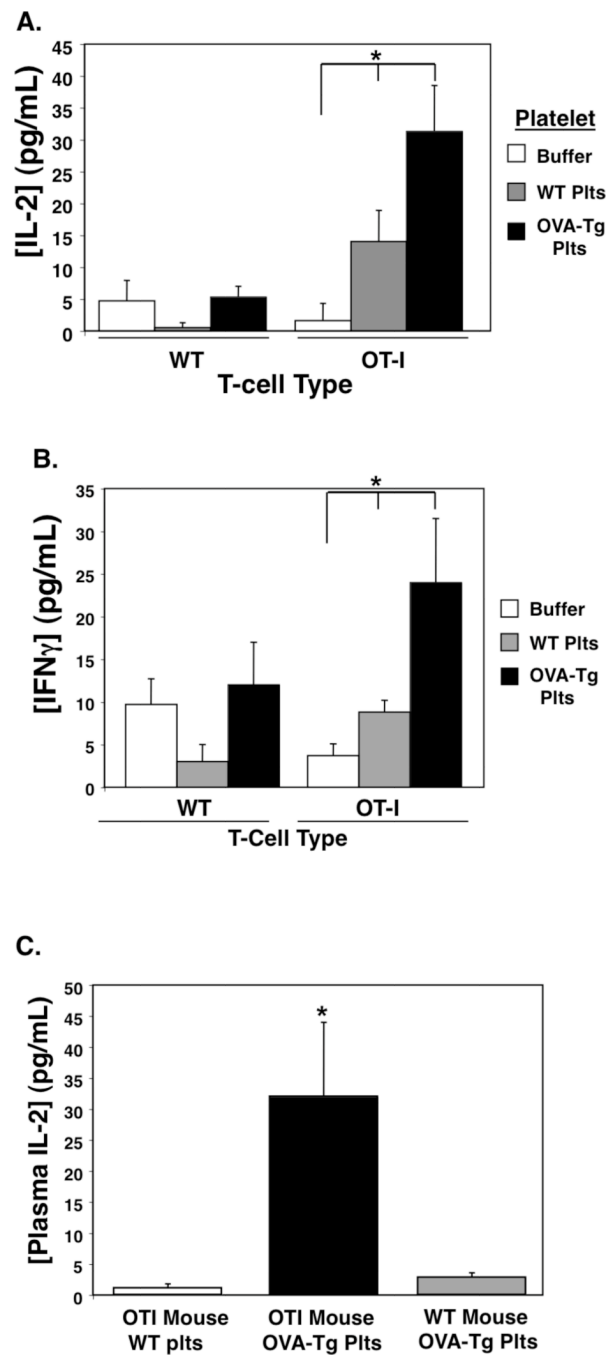 A.
[IL-2] (pg/mL)
45
40
35
30
25
20
15
10
5
0
*
WT
OT-I
T-cell Type
Platelet
Buffer
WT Plts
OVA-Tg
Plts
B.
[IFNγ] (pg/mL)
35
30
25
20
15
10
5
0
*
WT
OT-I
T-Cell Type
Buffer
WT Plts
OVA-Tg
Plts
C.
[Plasma IL-2] (pg/mL)
50
45
40
35
30
25
20
15
10
5
0
*
OTI Mouse
WT plts
OTI Mouse
OVA-Tg Plts
WT Mouse
OVA-Tg Plts